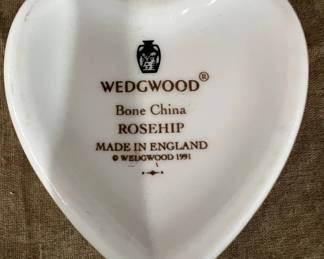 WEDGWOOD®
Bone China
ROSEHIP
MADE IN ENGLAND
© WEDGWOOD 1991